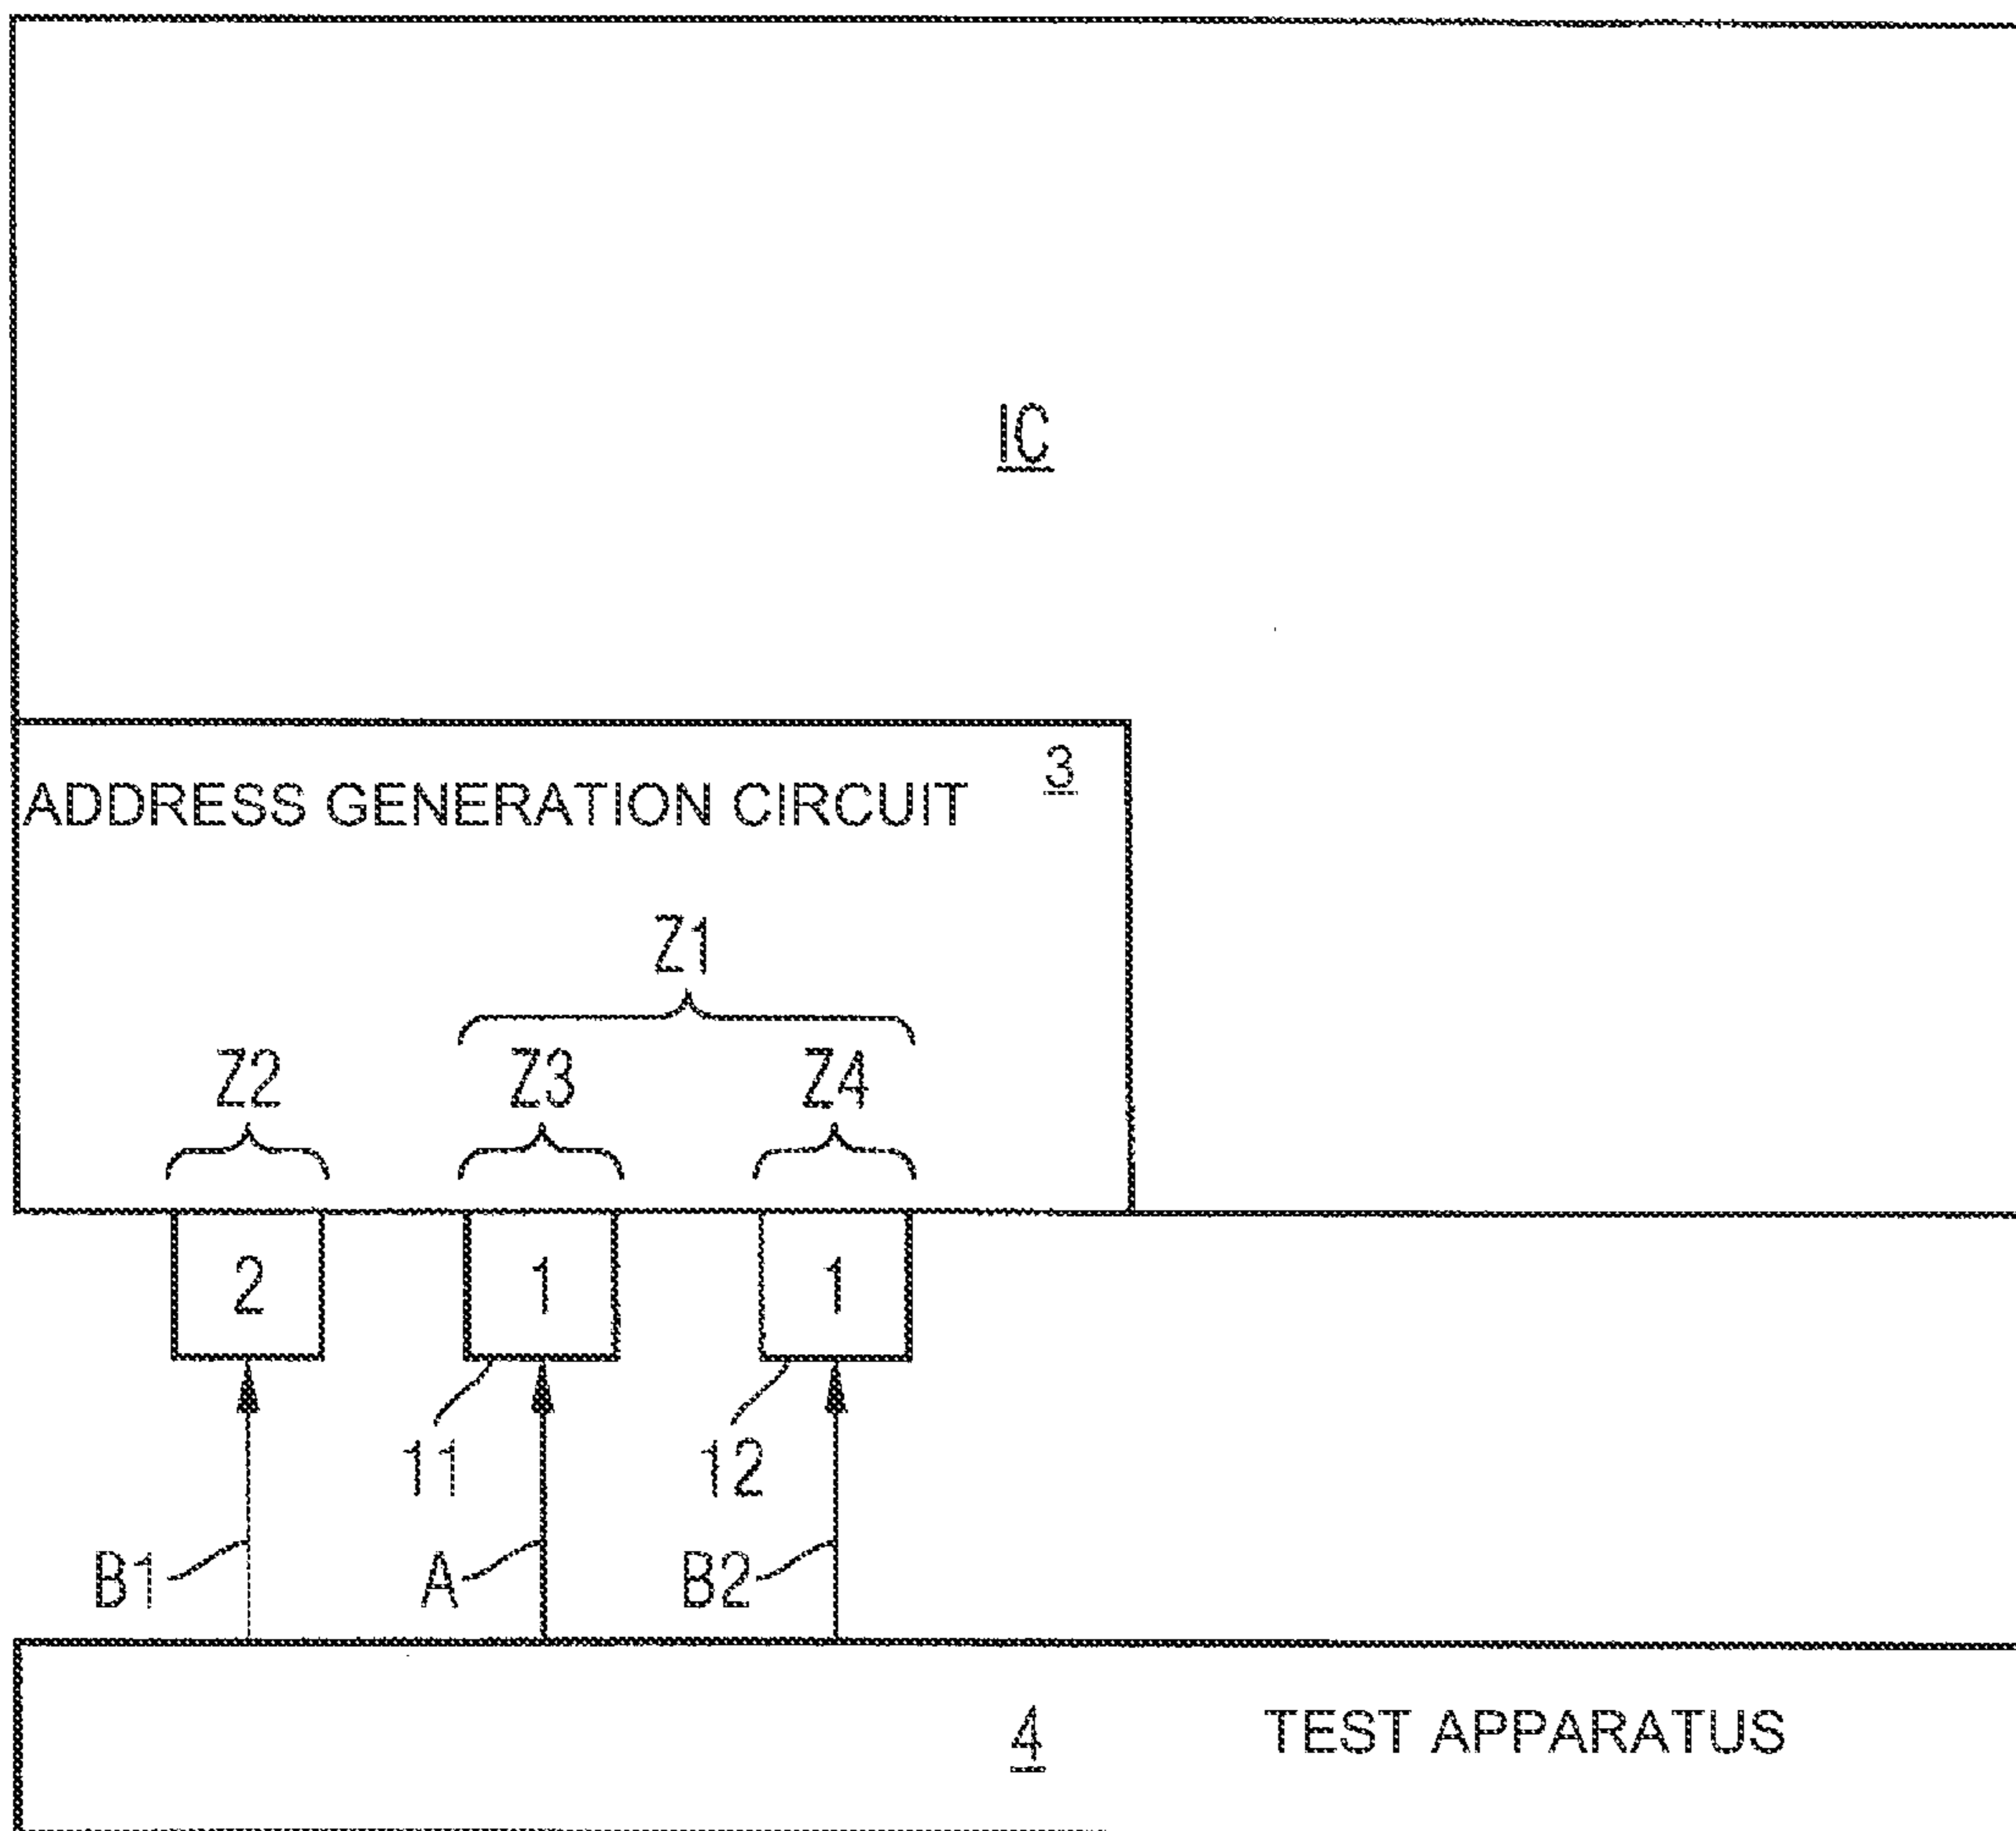 IC
3
ADDRESS GENERATION CIRCUIT
Z1
Z2 Z3 Z4
2 1 1
11 12
B1 A B2
4 TEST APPARATUS